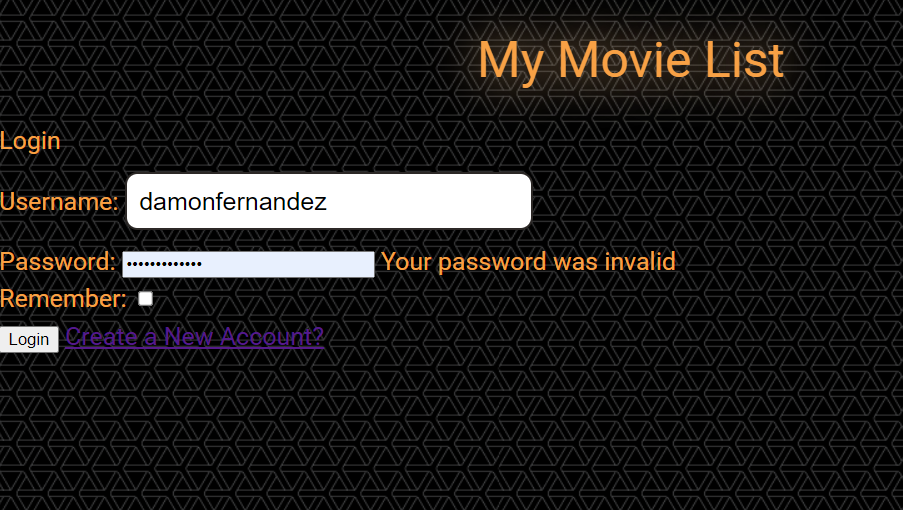 My Movie List
Login
Username: damonfernandez
Password: ••••••••••••• Your password was invalid
Remember:
Login Create a New Account?